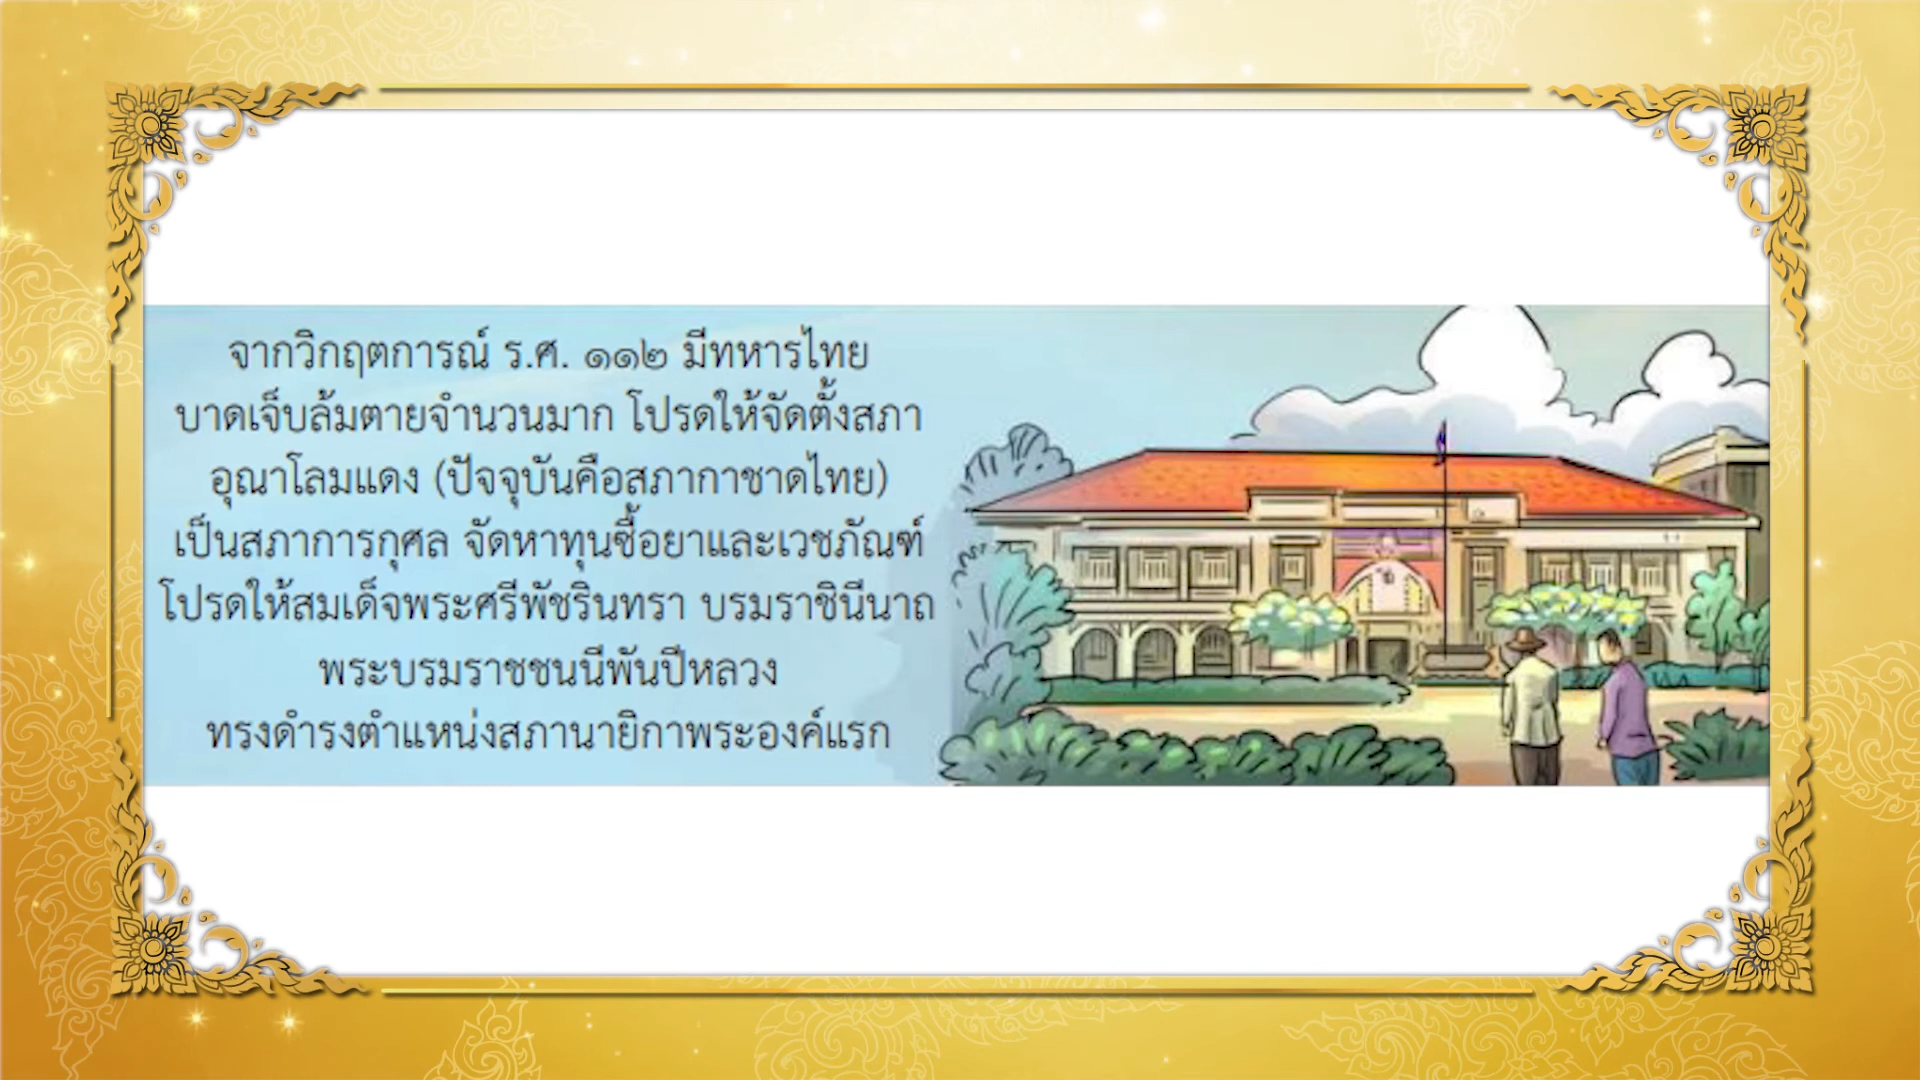 จากวิกฤตการณ์ ร.ศ. ๑๑๒ มีทหารไทย
บาดเจ็บล้มตายจำนวนมาก โปรดให้จัดตั้งสภา
อุณาโลมแดง (ปัจจุบันคือสภากาชาดไทย)
เป็นสภาการกุศล จัดหาทุนซื้อยาและเวชภัณฑ์
โปรดให้สมเด็จพระศรีพัชรินทรา บรมราชินีนาถ
พระบรมราชชนนีพันปีหลวง
ทรงดำรงตำแหน่งสภานายิกาพระองค์แรก